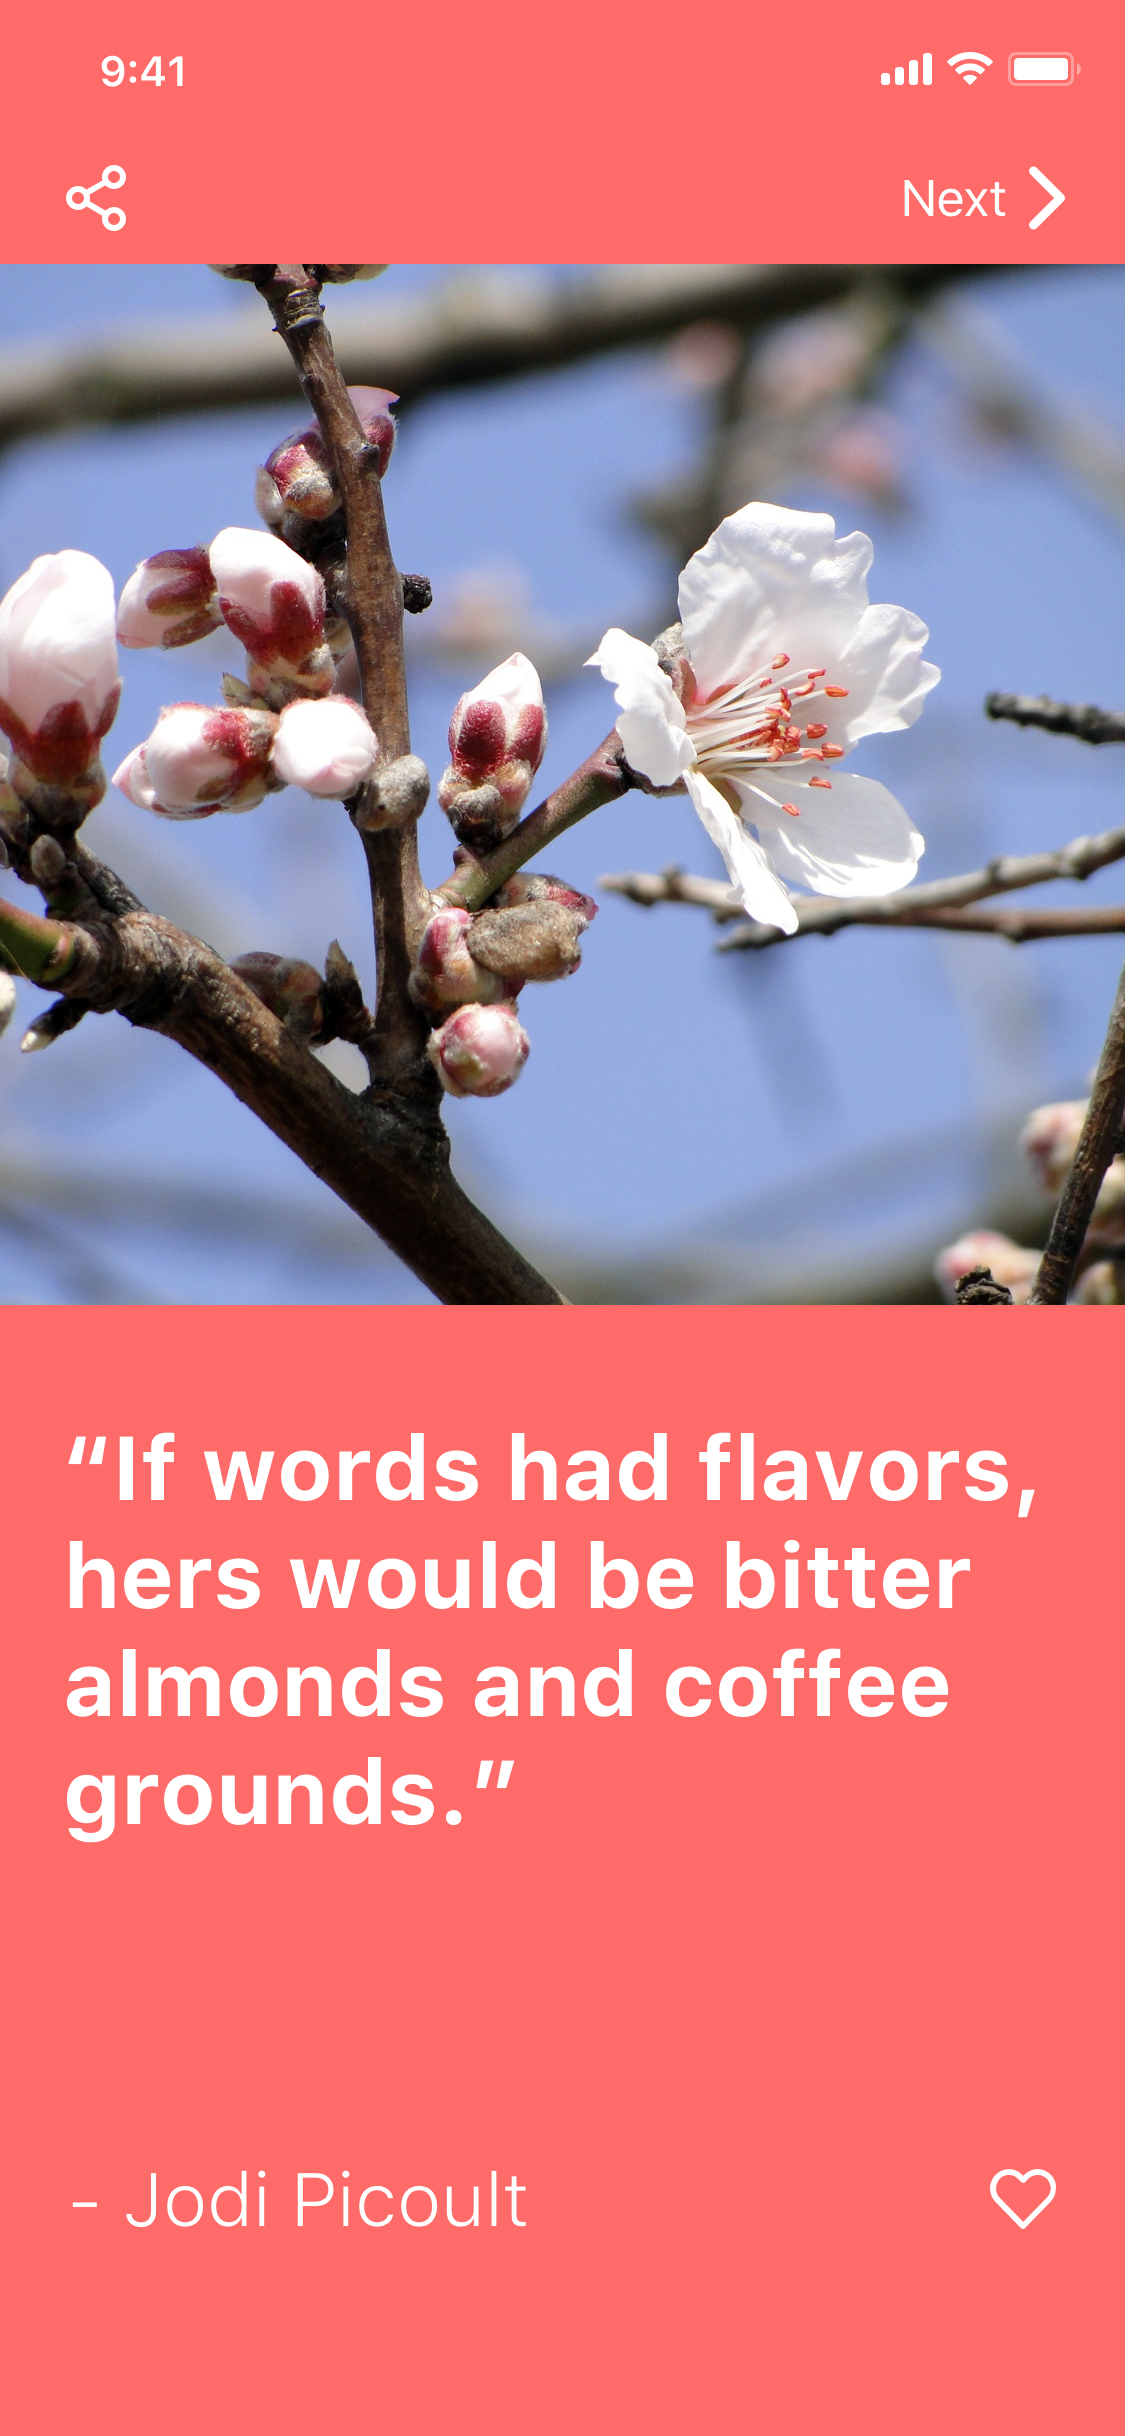 9:41
Next
“If words had flavors,
hers would be bitter
almonds and coffee
grounds.”
- Jodi Picoult